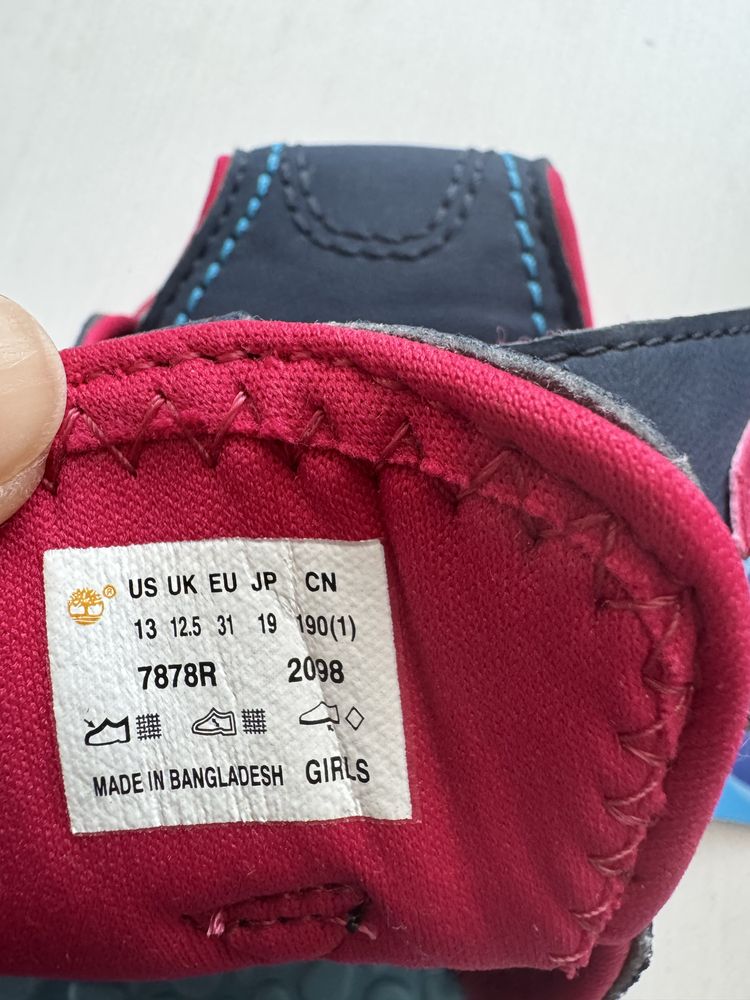 ® US UK EU JP CN
13 12.5 31 19 190(1)
7878R 2098
MADE IN BANGLADESH GIRLS